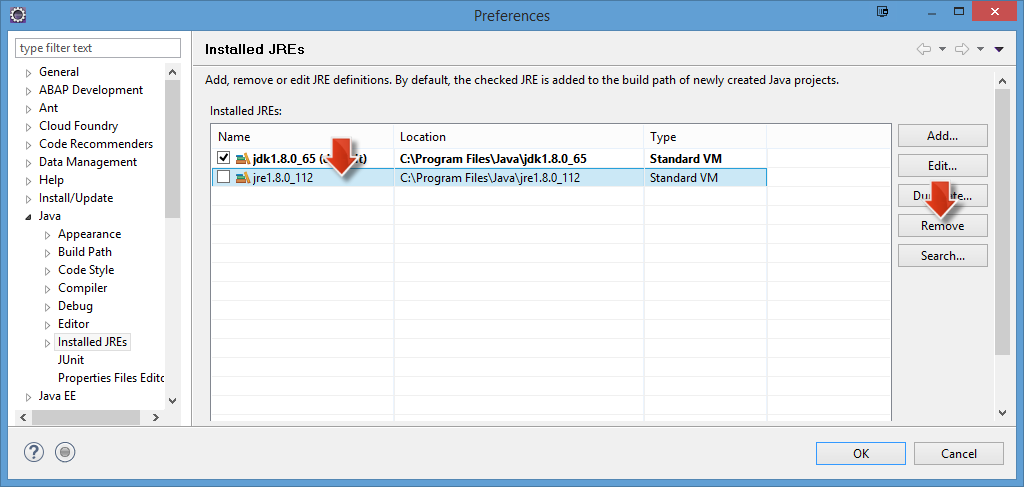 Preferences
type filter text
General
ABAP Development
Ant
Cloud Foundry
Code Recommenders
Data Management
Help
Install/Update
Java
Appearance
Build Path
Code Style
Compiler
Debug
Editor
Installed JREs
JUnit
Properties Files Edito
Java EE
Installed JREs
Add, remove or edit JRE definitions. By default, the checked JRE is added to the build path of newly created Java projects.
Installed JREs:
Name Location Type
jdk1.8.0_65 C:\Program Files\Java\jdk1.8.0_65 Standard VM
jre1.8.0_112 C:\Program Files\Java\jre1.8.0_112 Standard VM
Add...
Edit...
Remove
Search...
OK Cancel